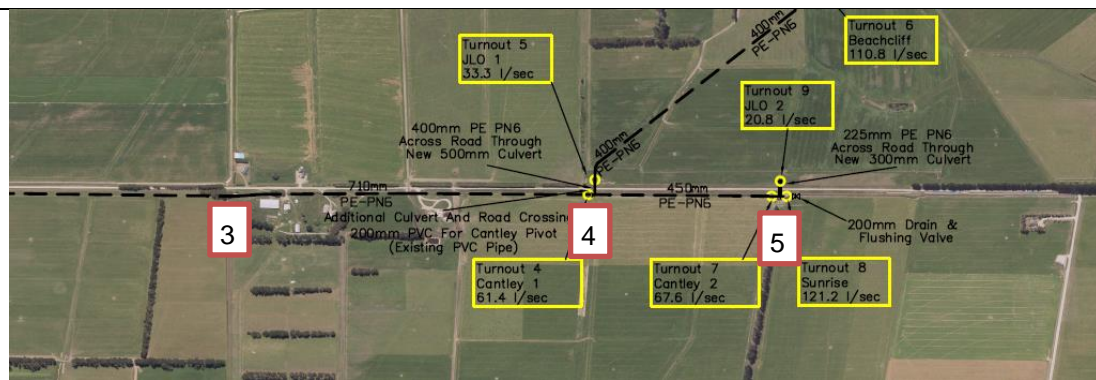 Turnout 6
Beachcliff
110.8 l/sec
400mm
PE-PN6
Turnout 5
JLO 1
33.3 l/sec
Turnout 9
JLO 2
20.8 l/sec
400mm PE PN6
Across Road Through
New 500mm Culvert
400mm
PE-PN6
225mm PE PN6
Across Road Through
New 300mm Culvert
710mm
PE-PN6
450mm
PE-PN6
Additional Culvert And Road Crossing
200mm PVC For Cantley Pivot
(Existing PVC Pipe)
200mm Drain &
Flushing Valve
3
4
5
Turnout 4
Cantley 1
61.4 l/sec
Turnout 7
Cantley 2
67.6 l/sec
Turnout 8
Sunrise
121.2 l/sec